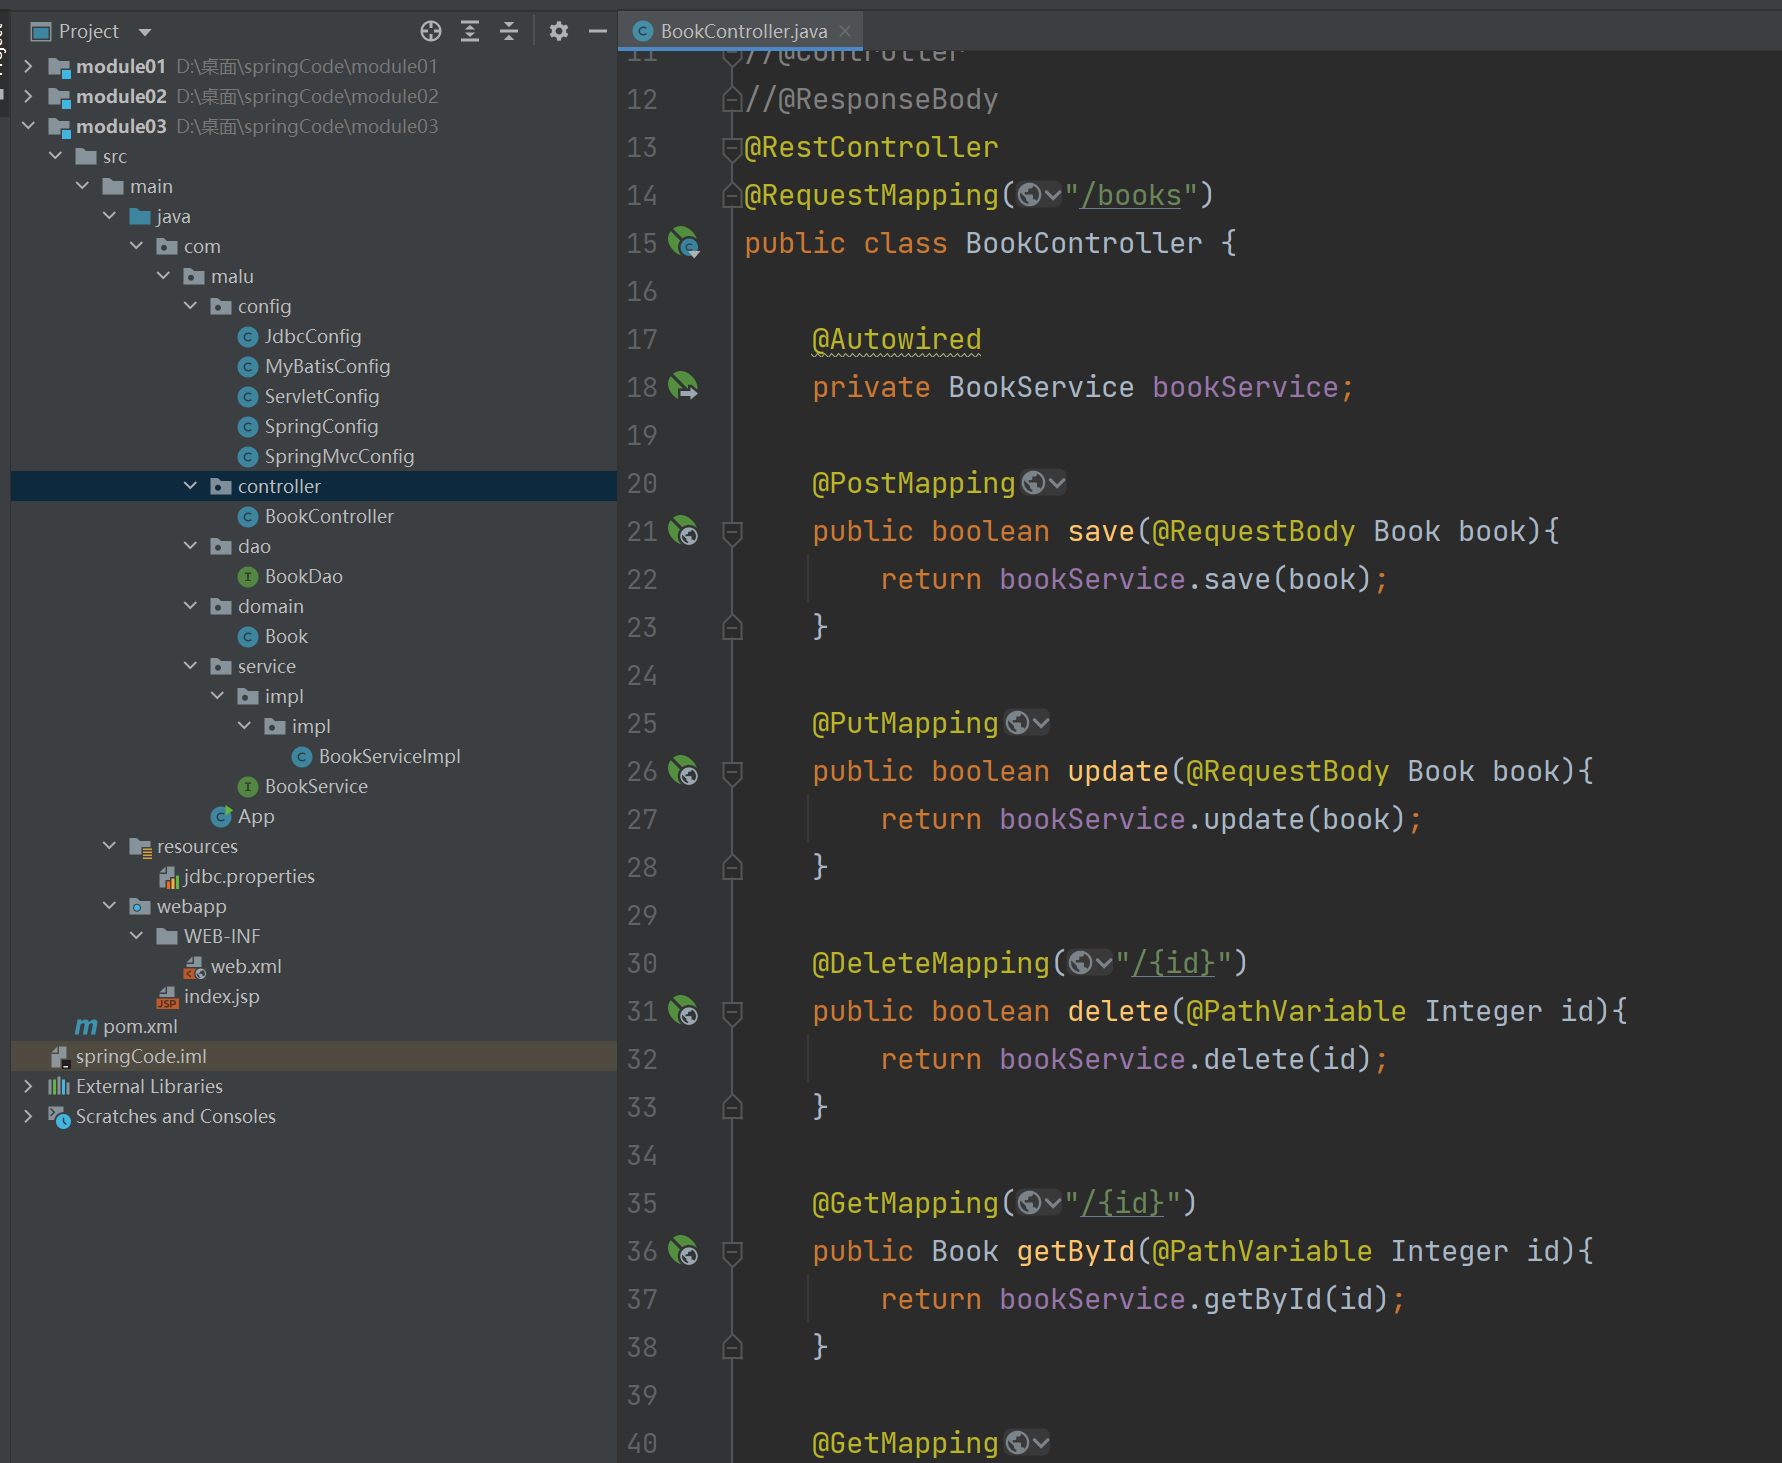 Project
module01 D:\桌面\springCode\module01
module02 D:\桌面\springCode\module02
module03 D:\桌面\springCode\module03
src
main
java
com
malu
config
JdbcConfig
MyBatisConfig
ServletConfig
SpringConfig
SpringMvcConfig
controller
BookController
dao
BookDao
domain
Book
service
impl
impl
BookServiceImpl
BookService
App
resources
jdbc.properties
webapp
WEB-INF
web.xml
index.jsp
pom.xml
springCode.iml
External Libraries
Scratches and Consoles
BookController.java
11 //@Controller
12 //@ResponseBody
13 @RestController
14 @RequestMapping("/books")
15 public class BookController {
16
17 @Autowired
18 private BookService bookService;
19
20 @PostMapping
21 public boolean save(@RequestBody Book book){
22 return bookService.save(book);
23 }
24
25 @PutMapping
26 public boolean update(@RequestBody Book book){
27 return bookService.update(book);
28 }
29
30 @DeleteMapping("/{id}")
31 public boolean delete(@PathVariable Integer id){
32 return bookService.delete(id);
33 }
34
35 @GetMapping("/{id}")
36 public Book getById(@PathVariable Integer id){
37 return bookService.getById(id);
38 }
39
40 @GetMapping